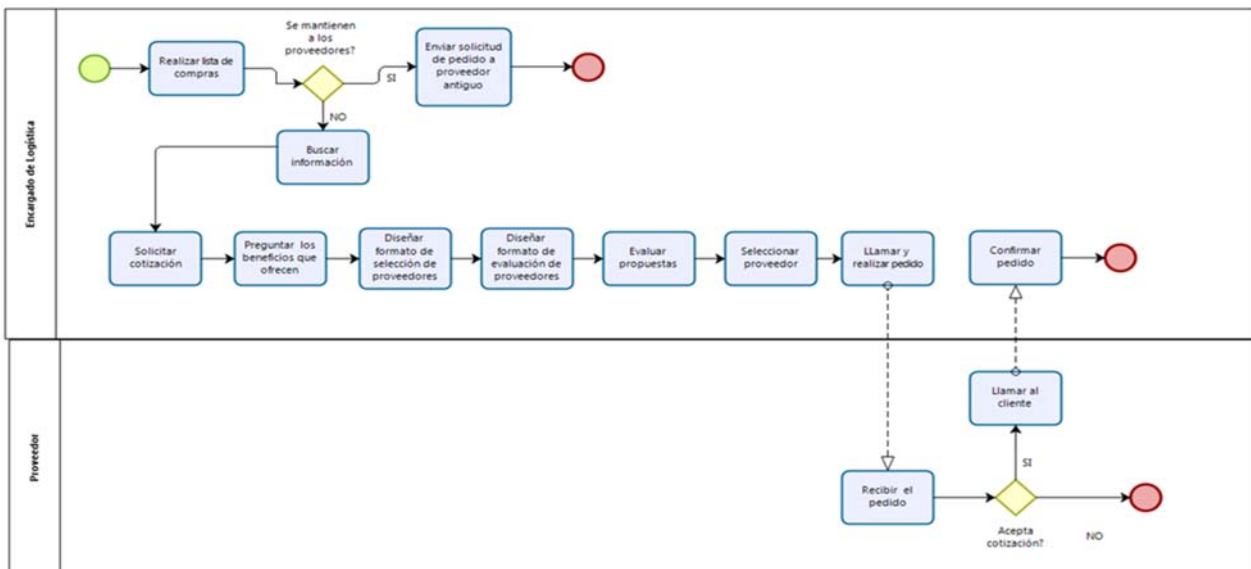 Encargado de Logística
Realizar lista de
compras
Se mantienen
a los
proveedores?
SI
NO
Enviar solicitud
de pedido a
proveedor
antiguo
Buscar
información
Solicitar
cotización
Preguntar los
beneficios que
ofrecen
Diseñar
formato de
selección de
proveedores
Diseñar
formato de
evaluación de
proveedores
Evaluar
propuestas
Seleccionar
proveedor
LLamar y
realizar pedido
Confirmar
pedido
Proveedor
Llamar al
cliente
SI
Recibir el
pedido
Acepta
cotización?
NO